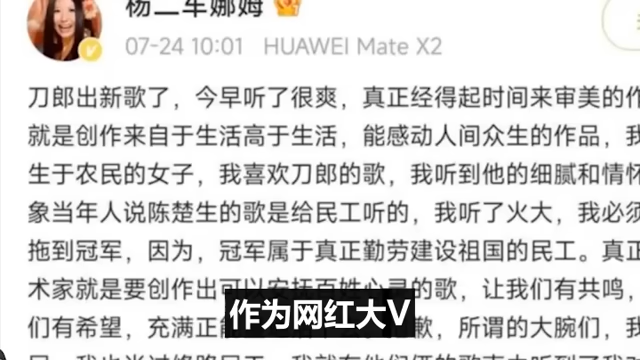 杨二车娜姆
07-24 10:01 HUAWEI Mate X2
刀郎出新歌了，今早听了很爽，真正经得起时间来审美的作
就是创作来自于生活高于生活，能感动人间众生的作品，我
生于农民的女子，我喜欢刀郎的歌，我听到他的细腻和情怀
象当年人说陈楚生的歌是给民工听的，我听了火大，我必须
拖到冠军，因为，冠军属于真正勤劳建设祖国的民工。真正
术家就是要创作出可以安抚百姓心灵的歌，让我们有共鸣，
们有希望，充满正能
歉，所谓的大腕们，我
作为网红大V